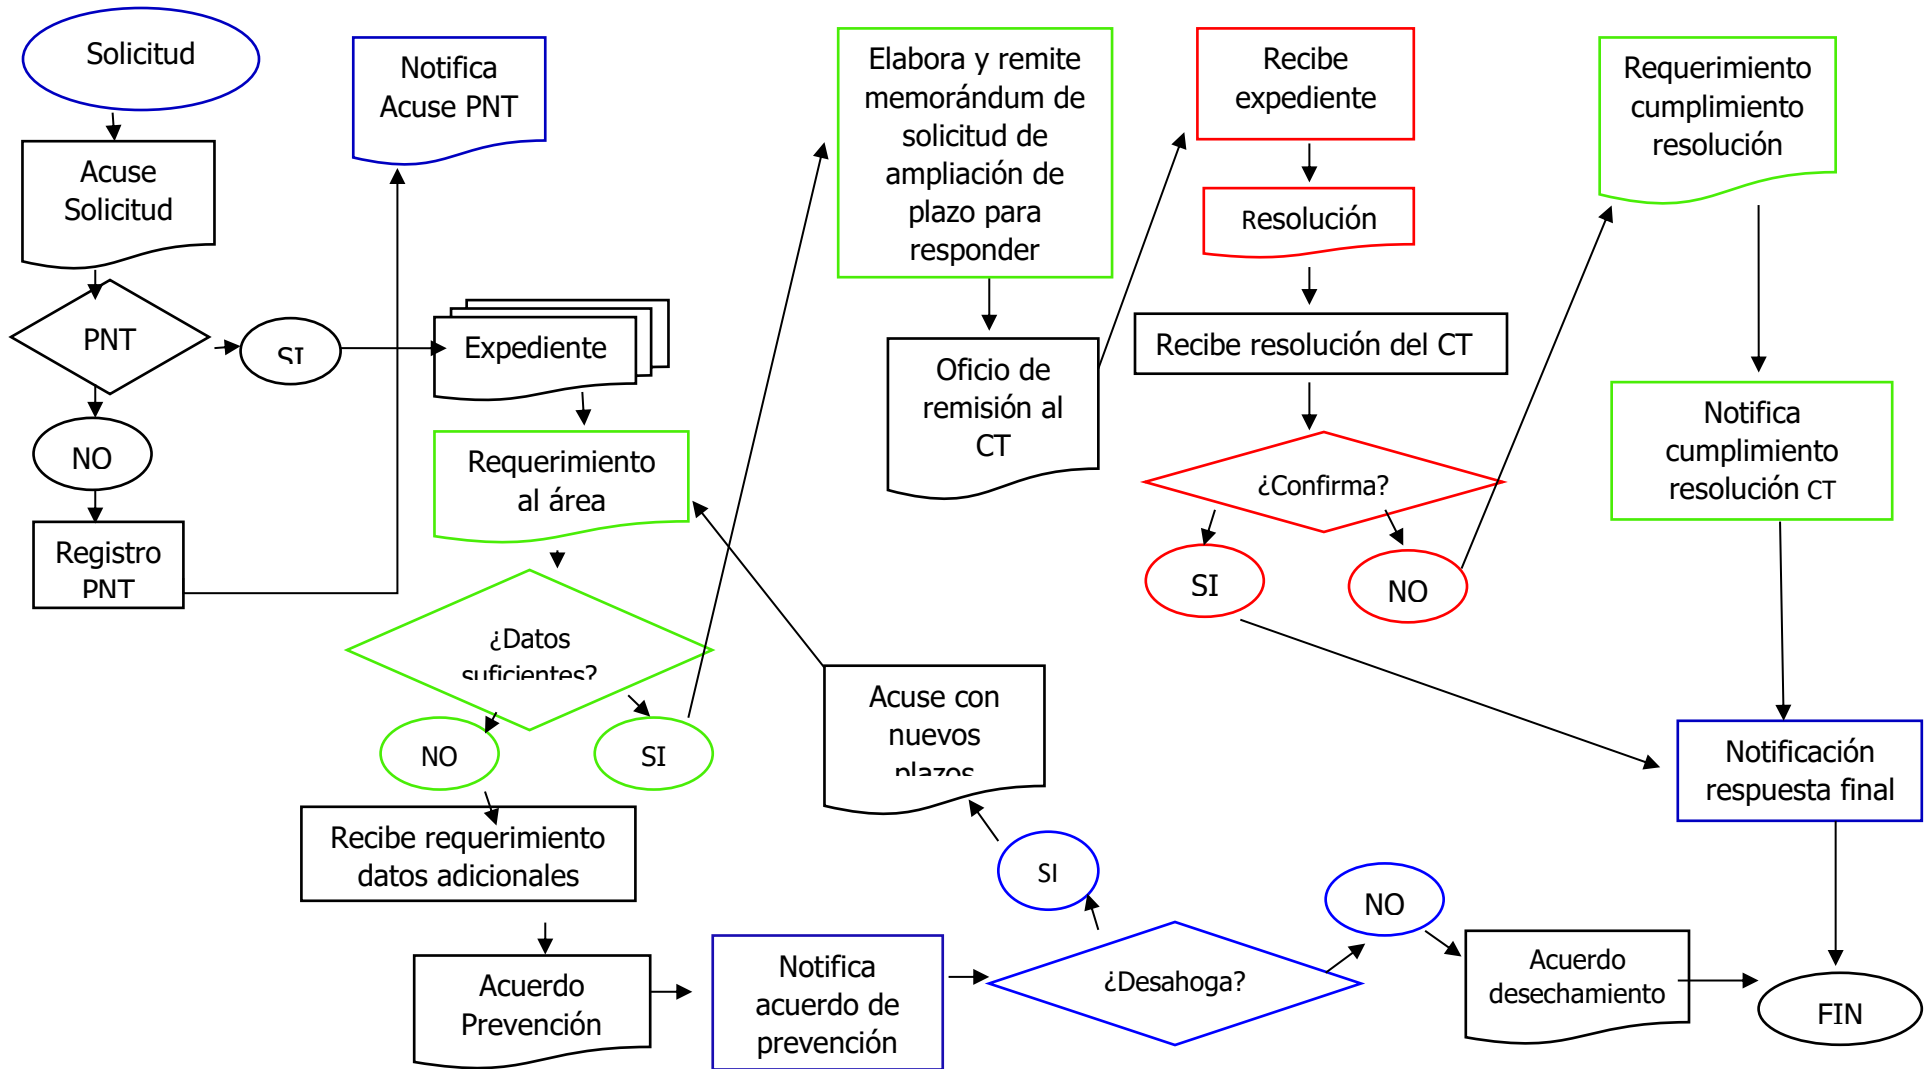 Solicitud
Acuse
Solicitud
PNT
SI
NO
Registro
PNT
Notifica
Acuse PNT
Expediente
Requerimiento
al área
¿Datos
suficientes?
NO
SI
Recibe requerimiento
datos adicionales
Acuerdo
Prevención
Notifica
acuerdo de
prevención
¿Desahoga?
SI
Acuse con
nuevos
plazos
NO
Acuerdo
desechamiento
FIN
Elabora y remite
memorándum de
solicitud de
ampliación de
plazo para
responder
Oficio de
remisión al
CT
Recibe
expediente
Resolución
Recibe resolución del CT
¿Confirma?
SI
NO
Requerimiento
cumplimiento
resolución
Notifica
cumplimiento
resolución CT
Notificación
respuesta final